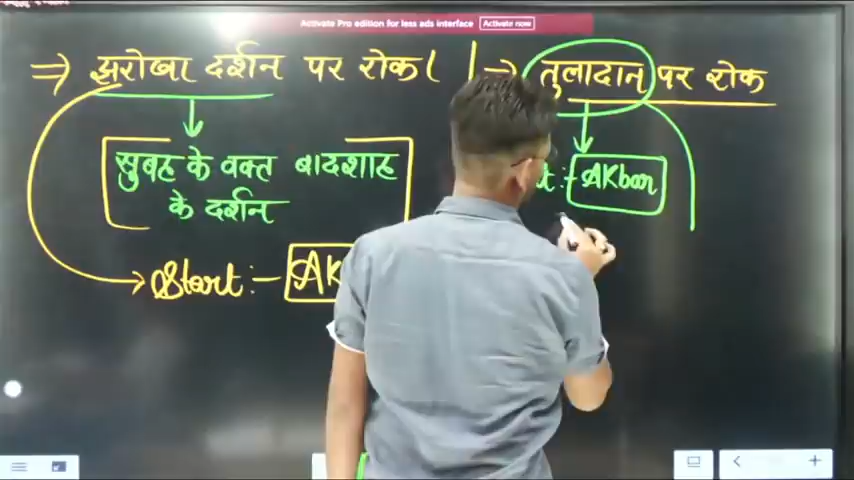 Activate Pro edition for less ads interface Activate now
⇒ झरोखा दर्शन पर रोक।
सुबह के वक्त बादशाह
के दर्शन
Start :-
तुलादान पर रोक
:- Akbar